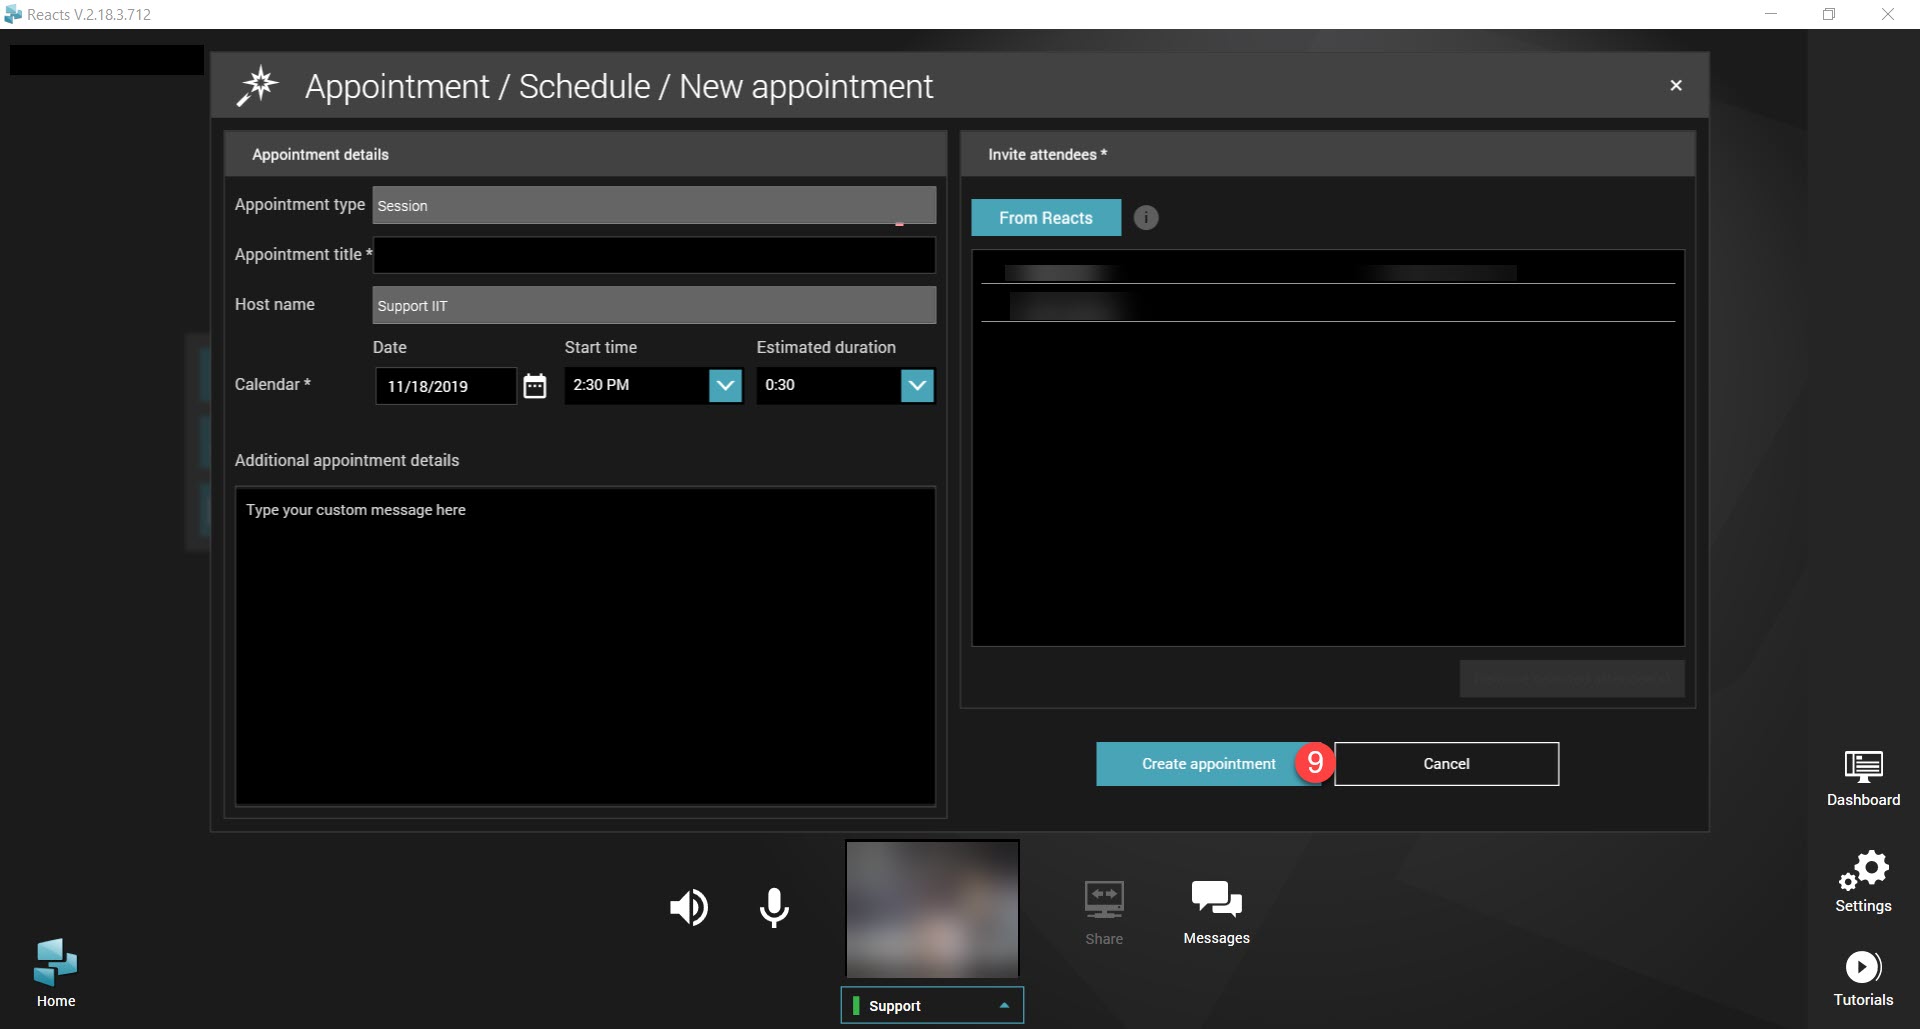 Reacts V.2.18.3.712
Appointment / Schedule / New appointment
Appointment details
Appointment type Session
Appointment title *
Host name Support IIT
Date Start time Estimated duration
Calendar * 11/18/2019 2:30 PM 0:30
Additional appointment details
Type your custom message here
Invite attendees *
From Reacts
i
Create appointment 9 Cancel
Dashboard
Settings
Tutorials
Share
Messages
Home
Support